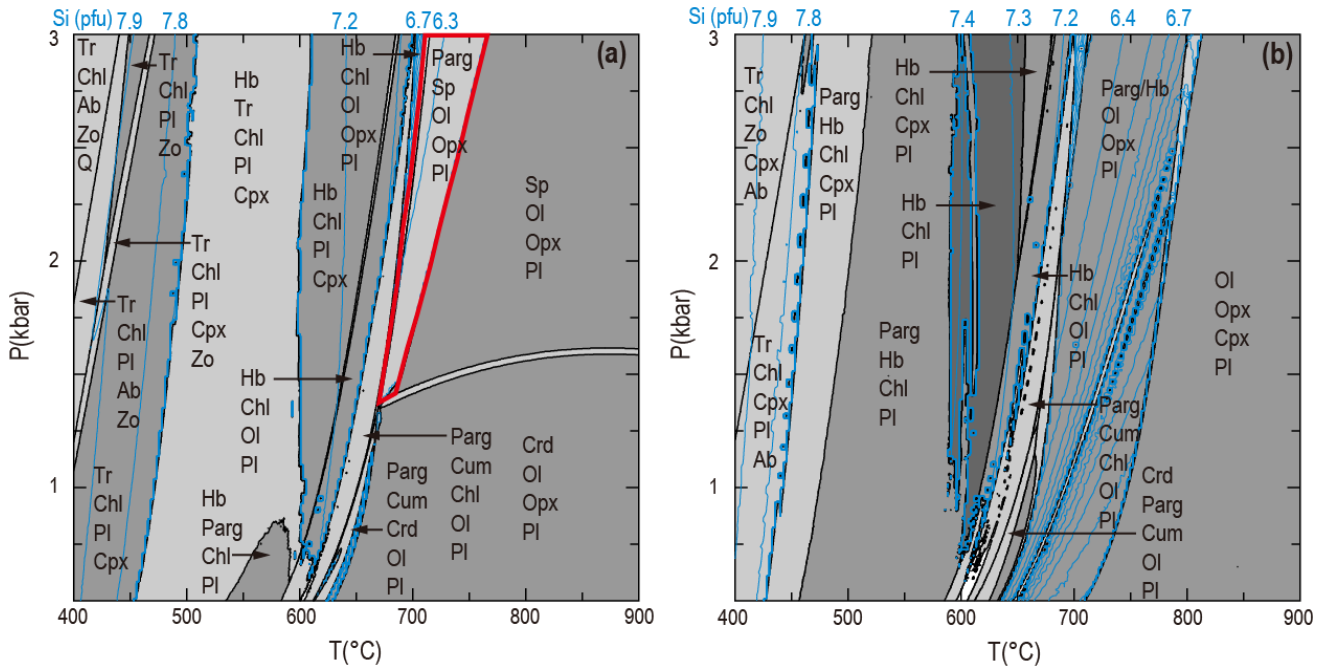 Si (pfu) 7.9 7.8 7.2 6.7 6.3
(a)
3
2
1
P(kbar)
400 500 600 700 800 900
T(°C)
Tr
Chl
Ab
Zo
Q
Tr
Chl
Pl
Zo
Hb
Tr
Chl
Pl
Cpx
Hb
Chl
Ol
Opx
Pl
Parg
Sp
Ol
Opx
Pl
Sp
Ol
Opx
Pl
Hb
Chl
Pl
Cpx
Tr
Chl
Pl
Cpx
Zo
Tr
Chl
Pl
Ab
Zo
Hb
Chl
Ol
Pl
Tr
Chl
Pl
Cpx
Hb
Parg
Chl
Pl
Parg
Cum
Crd
Ol
Pl
Parg
Cum
Chl
Ol
Pl
Crd
Ol
Opx
Pl
Si (pfu) 7.9 7.8 7.4 7.3 7.2 6.4 6.7
(b)
3
2
1
P(kbar)
400 500 600 700 800 900
T(°C)
Tr
Chl
Zo
Cpx
Ab
Parg
Hb
Chl
Cpx
Pl
Hb
Chl
Cpx
Pl
Hb
Chl
Pl
Parg/Hb
Ol
Opx
Pl
Hb
Chl
Ol
Pl
Ol
Opx
Cpx
Pl
Tr
Chl
Cpx
Pl
Ab
Parg
Hb
Chl
Pl
Parg
Cum
Chl
Ol
Pl
Crd
Parg
Cum
Ol
Pl